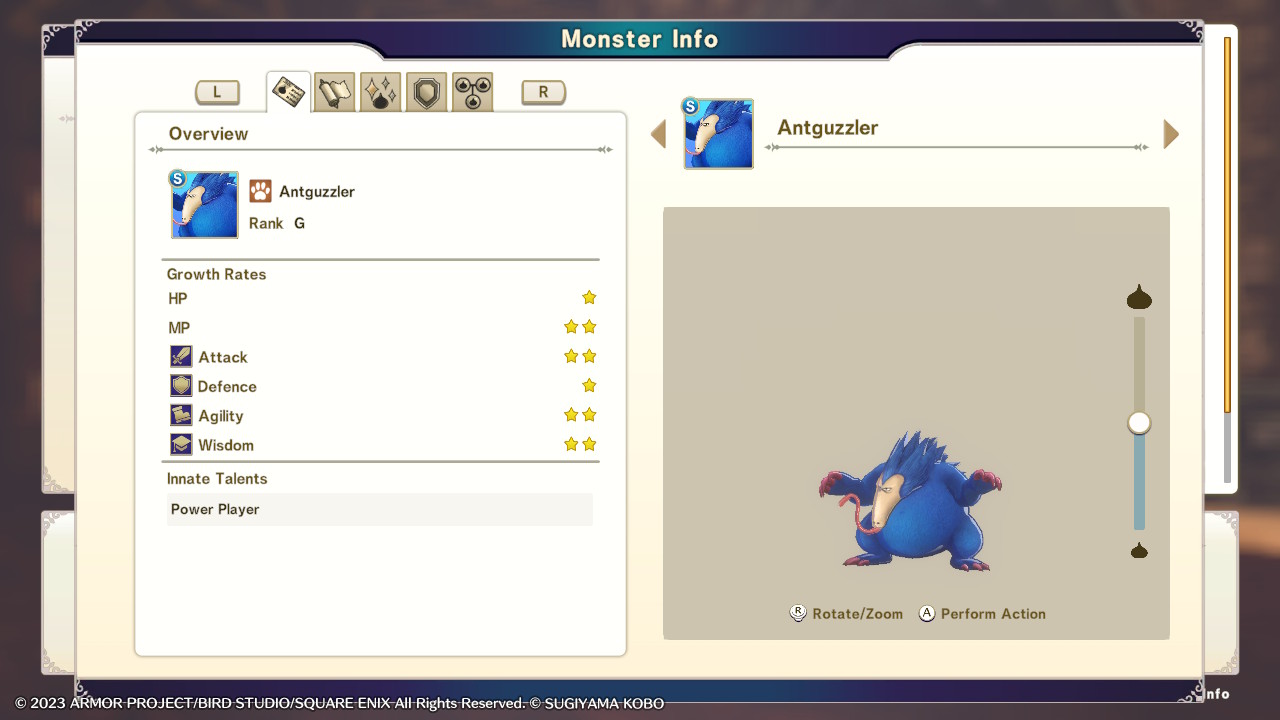 Monster Info
L
R
Overview
S
Antguzzler
Rank G
Growth Rates
HP
MP
Attack
Defence
Agility
Wisdom
Innate Talents
Power Player
S
Antguzzler
R Rotate/Zoom A Perform Action
Info
© 2023 ARMOR PROJECT/BIRD STUDIO/SQUARE ENIX All Rights Reserved. © SUGIYAMA KOBO